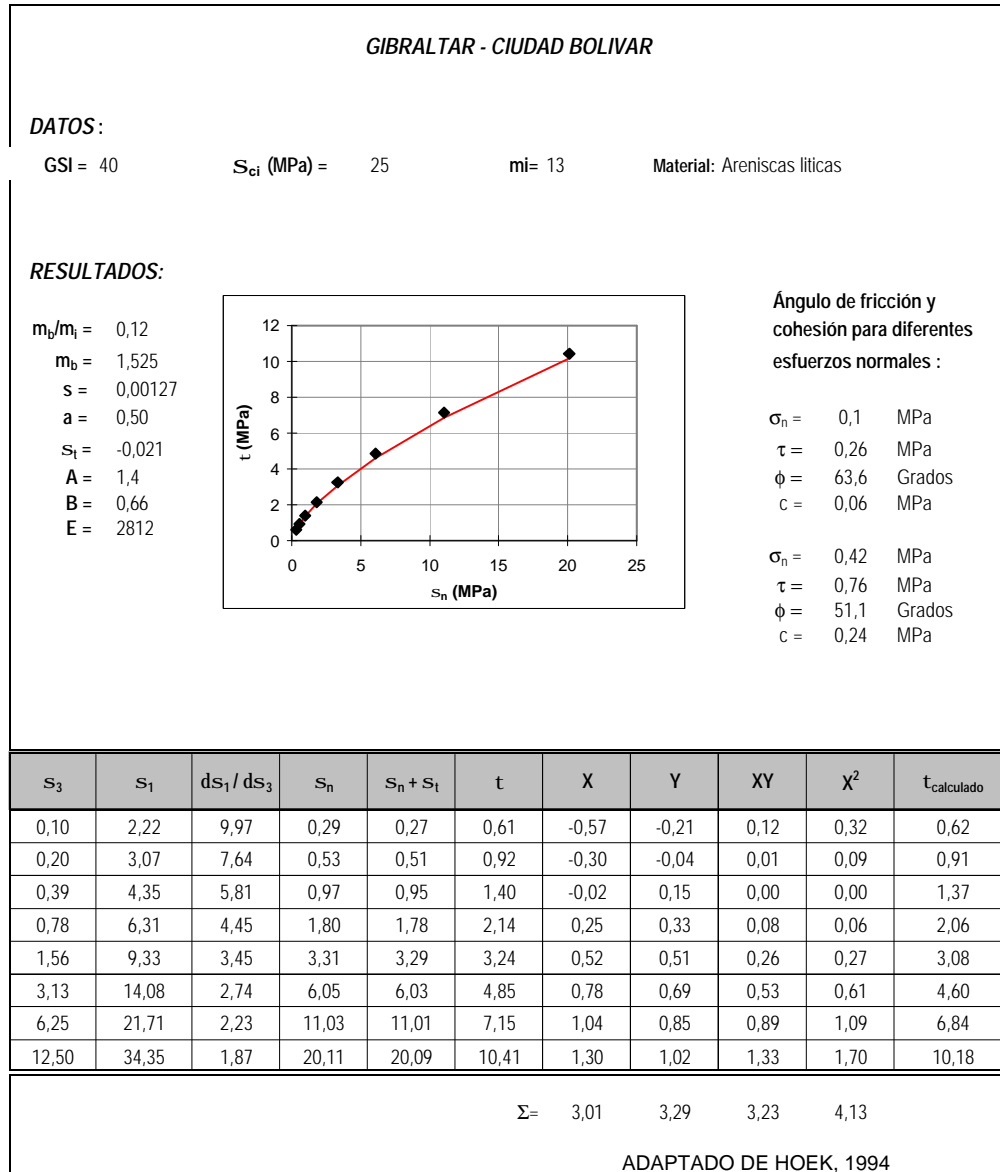 GIBRALTAR - CIUDAD BOLIVAR
DATOS :
GSI = 40 Sci (MPa) = 25 mi= 13 Material: Areniscas líticas
RESULTADOS:
mb/mi = 0,12
mb = 1,525
s = 0,00127
a = 0,50
St = -0,021
A = 1,4
B = 0,66
E = 2812
t (MPa)
12
10
8
6
4
2
0
0 5 10 15 20 25
sn (MPa)
Ángulo de fricción y
cohesión para diferentes
esfuerzos normales :
σn = 0,1 MPa
τ = 0,26 MPa
ϕ = 63,6 Grados
c = 0,06 MPa
σn = 0,42 MPa
τ = 0,76 MPa
ϕ = 51,1 Grados
c = 0,24 MPa
S3 S1 dS1 / dS3 Sn Sn + St t X Y XY X² tcalculado
0,10 2,22 9,97 0,29 0,27 0,61 -0,57 -0,21 0,12 0,32 0,62
0,20 3,07 7,64 0,53 0,51 0,92 -0,30 -0,04 0,01 0,09 0,91
0,39 4,35 5,81 0,97 0,95 1,40 -0,02 0,15 0,00 0,00 1,37
0,78 6,31 4,45 1,80 1,78 2,14 0,25 0,33 0,08 0,06 2,06
1,56 9,33 3,45 3,31 3,29 3,24 0,52 0,51 0,26 0,27 3,08
3,13 14,08 2,74 6,05 6,03 4,85 0,78 0,69 0,53 0,61 4,60
6,25 21,71 2,23 11,03 11,01 7,15 1,04 0,85 0,89 1,09 6,84
12,50 34,35 1,87 20,11 20,09 10,41 1,30 1,02 1,33 1,70 10,18
Σ= 3,01 3,29 3,23 4,13
ADAPTADO DE HOEK, 1994